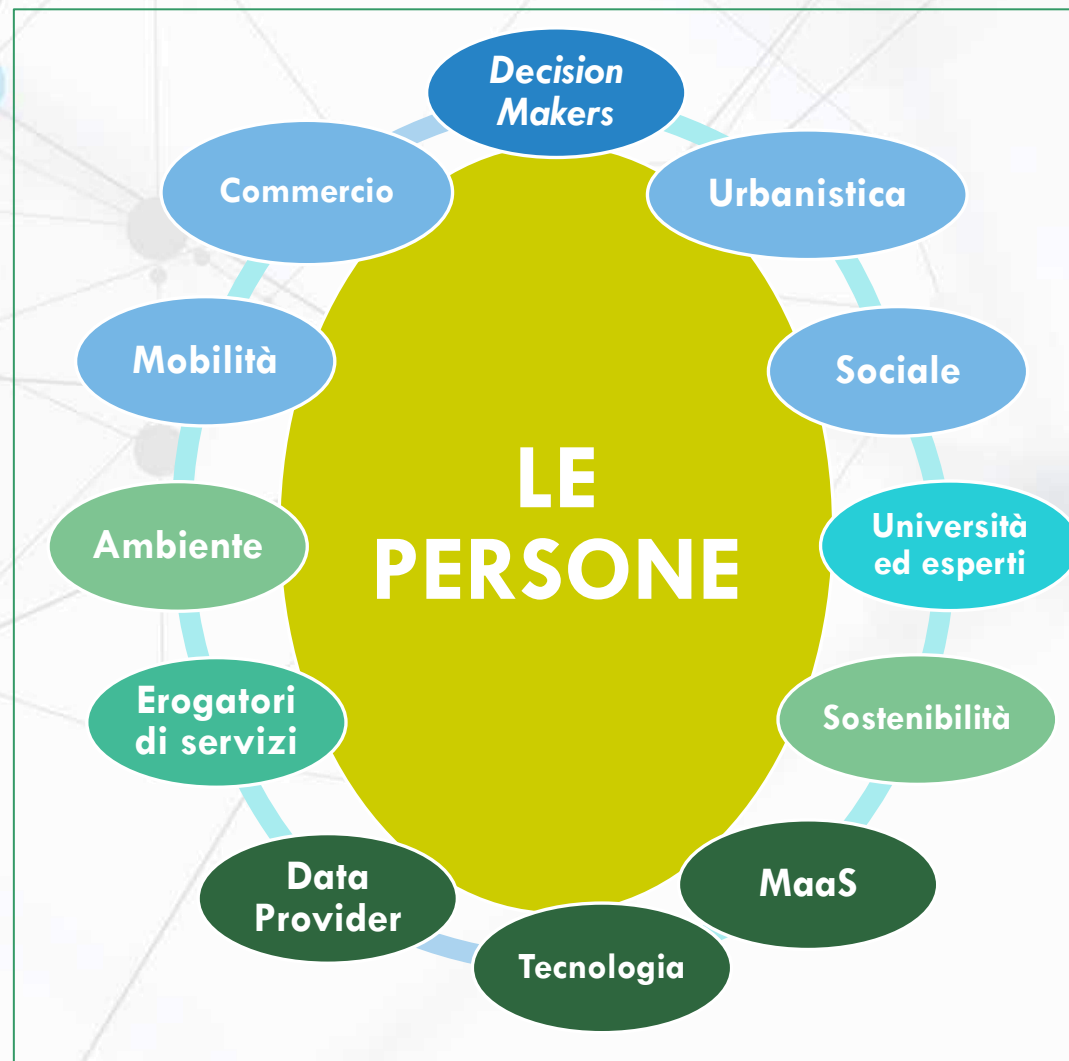 Decision
Makers
Commercio
Urbanistica
Mobilità
Sociale
LE
PERSONE
Ambiente
Università
ed esperti
Erogatori
di servizi
Sostenibilità
Data
Provider
MaaS
Tecnologia